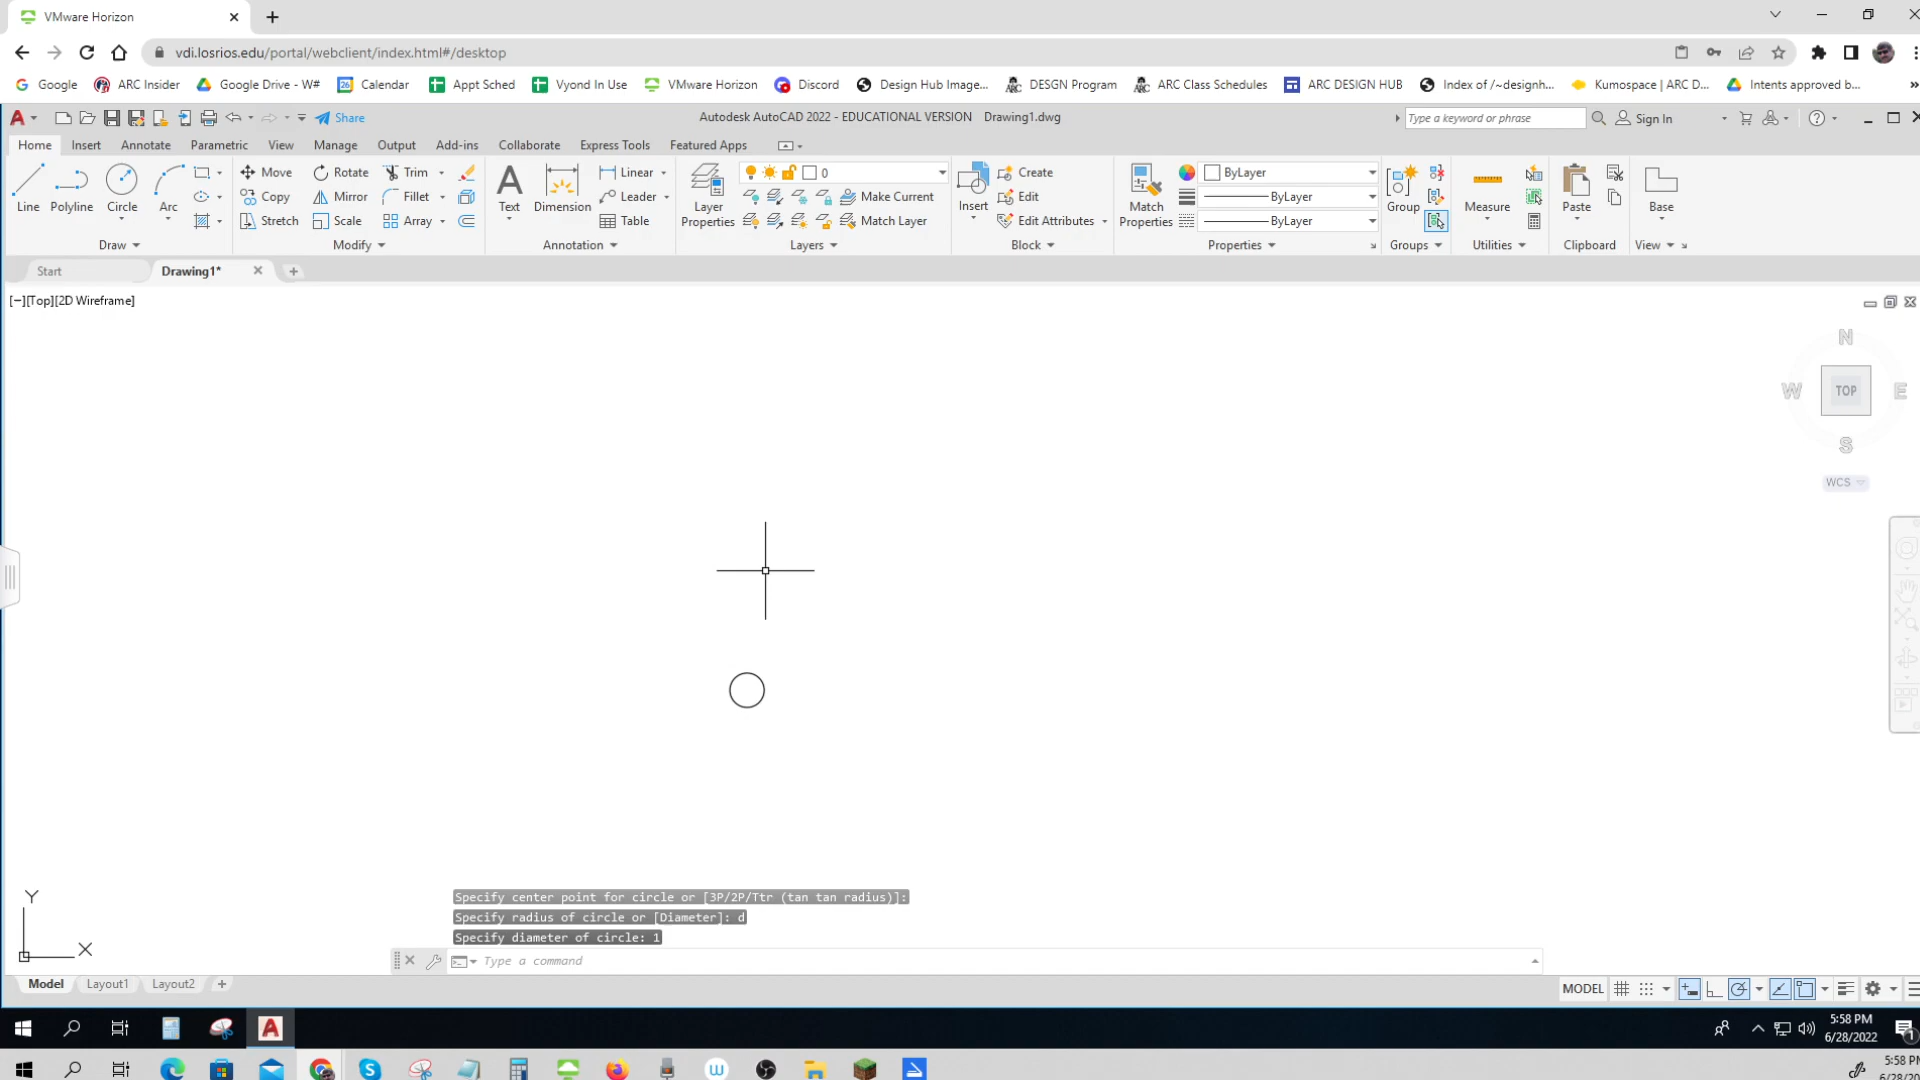 VMware Horizon
vdi.losrios.edu/portal/webclient/index.html#/desktop
Google ARC Insider Google Drive - W# Calendar Appt Sched Vyond In Use VMware Horizon Discord Design Hub Image... DESGN Program ARC Class Schedules ARC DESIGN HUB Index of /~designh... Kumospace | ARC D... Intents approved b... »
Share Autodesk AutoCAD 2022 - EDUCATIONAL VERSION Drawing1.dwg Type a keyword or phrase Sign In
Home Insert Annotate Parametric View Manage Output Add-ins Collaborate Express Tools Featured Apps
Move Rotate Trim Linear 0 Create ByLayer
Copy Mirror Fillet Leader Make Current Edit ByLayer
Line Polyline Circle Arc Text Dimension Layer Insert Match Group Measure Paste Base
Stretch Scale Array Table Properties Match Layer Edit Attributes Properties ByLayer
Draw Modify Annotation Layers Block Properties Groups Utilities Clipboard View
Start Drawing1*
[−][Top][2D Wireframe]
N
W TOP E
S
WCS
Y
X
Specify center point for circle or [3P/2P/Ttr (tan tan radius)]:
Specify radius of circle or [Diameter]: d
Specify diameter of circle: 1
Type a command
Model Layout1 Layout2 + MODEL
5:58 PM
6/28/2022
1
5:58 PM